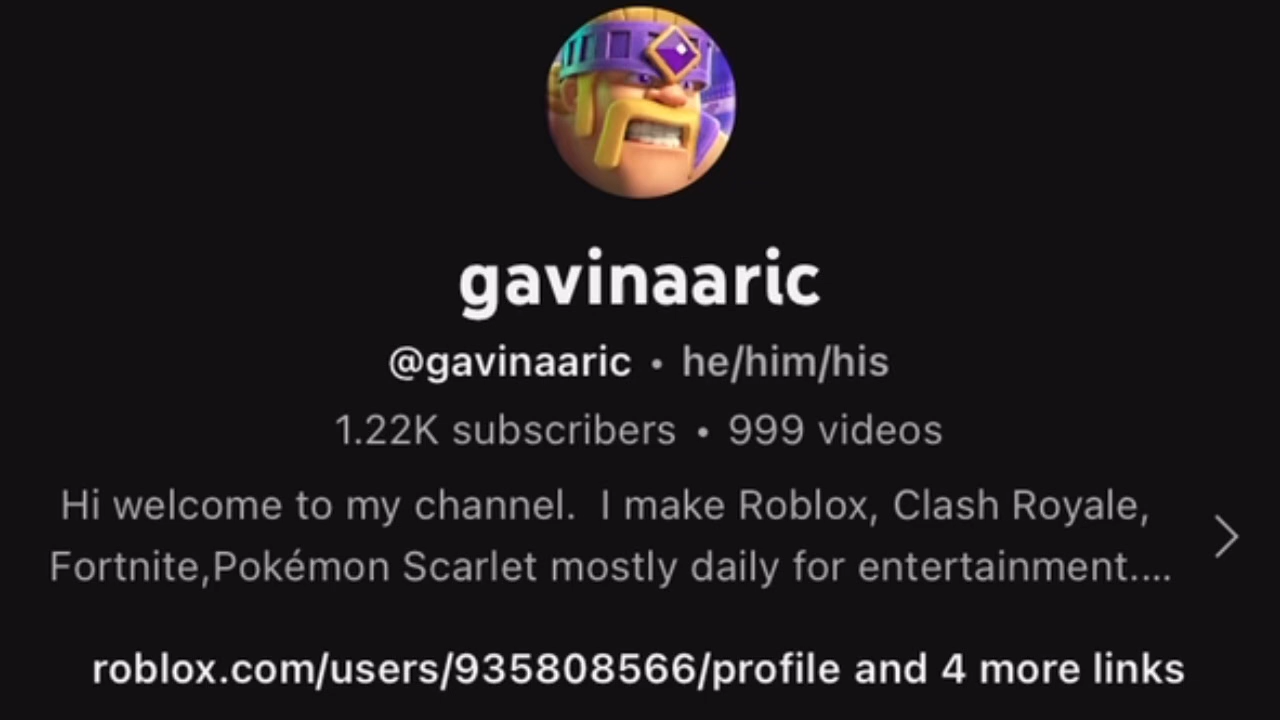 gavinaaric
@gavinaaric • he/him/his
1.22K subscribers • 999 videos
Hi welcome to my channel.  I make Roblox, Clash Royale,
Fortnite,Pokémon Scarlet mostly daily for entertainment....
roblox.com/users/935808566/profile and 4 more links